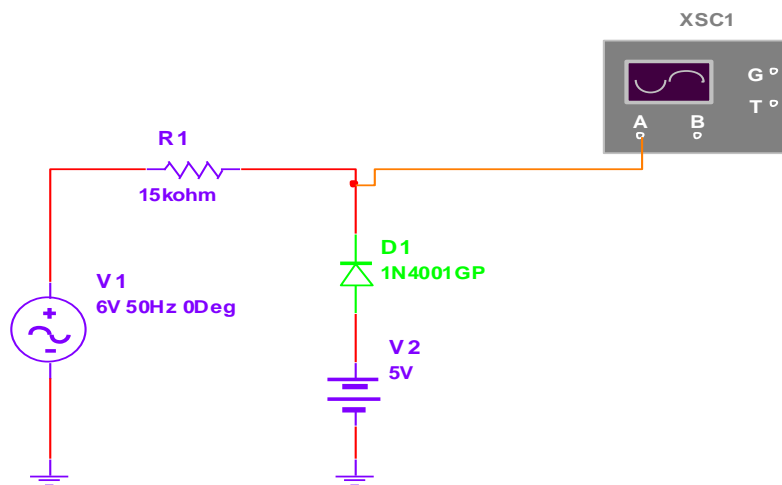 XSC1
G
T
A B
R1
15kohm
D1
1N4001GP
V1
6V 50Hz 0Deg
V2
5V